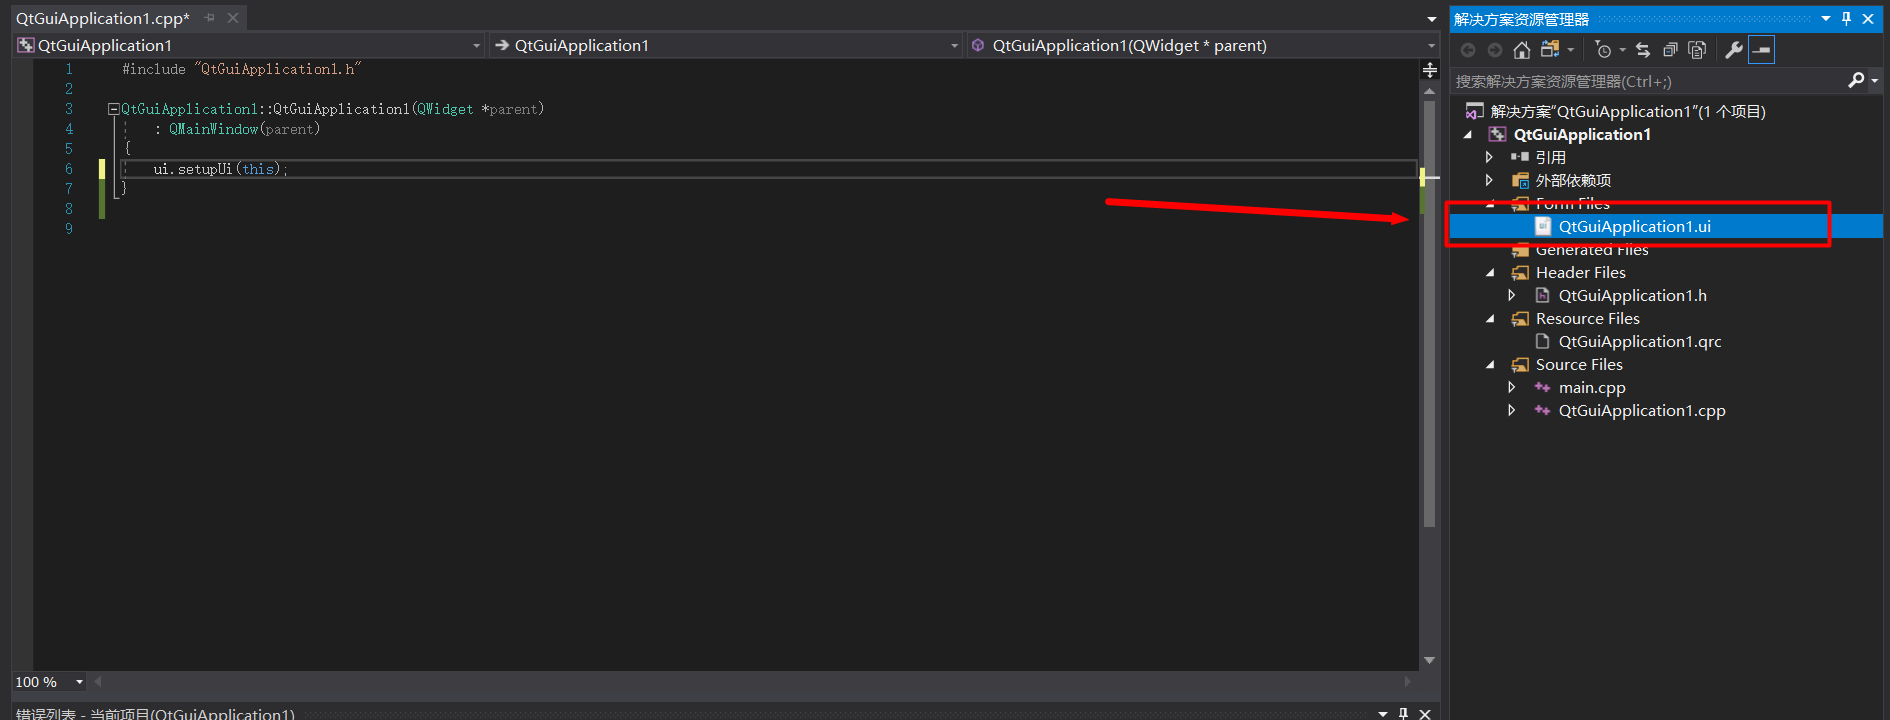 QtGuiApplication1.cpp*
QtGuiApplication1
QtGuiApplication1
QtGuiApplication1(QWidget * parent)
1 #include "QtGuiApplication1.h"
2
3 QtGuiApplication1::QtGuiApplication1(QWidget *parent)
4 : QMainWindow(parent)
5 {
6 ui.setupUi(this);
7 }
8
9
100 %
错误列表 - 当前项目(QtGuiApplication1)
解决方案资源管理器
搜索解决方案资源管理器(Ctrl+;)
解决方案"QtGuiApplication1"(1 个项目)
QtGuiApplication1
引用
外部依赖项
Form Files
QtGuiApplication1.ui
Generated Files
Header Files
QtGuiApplication1.h
Resource Files
QtGuiApplication1.qrc
Source Files
main.cpp
QtGuiApplication1.cpp